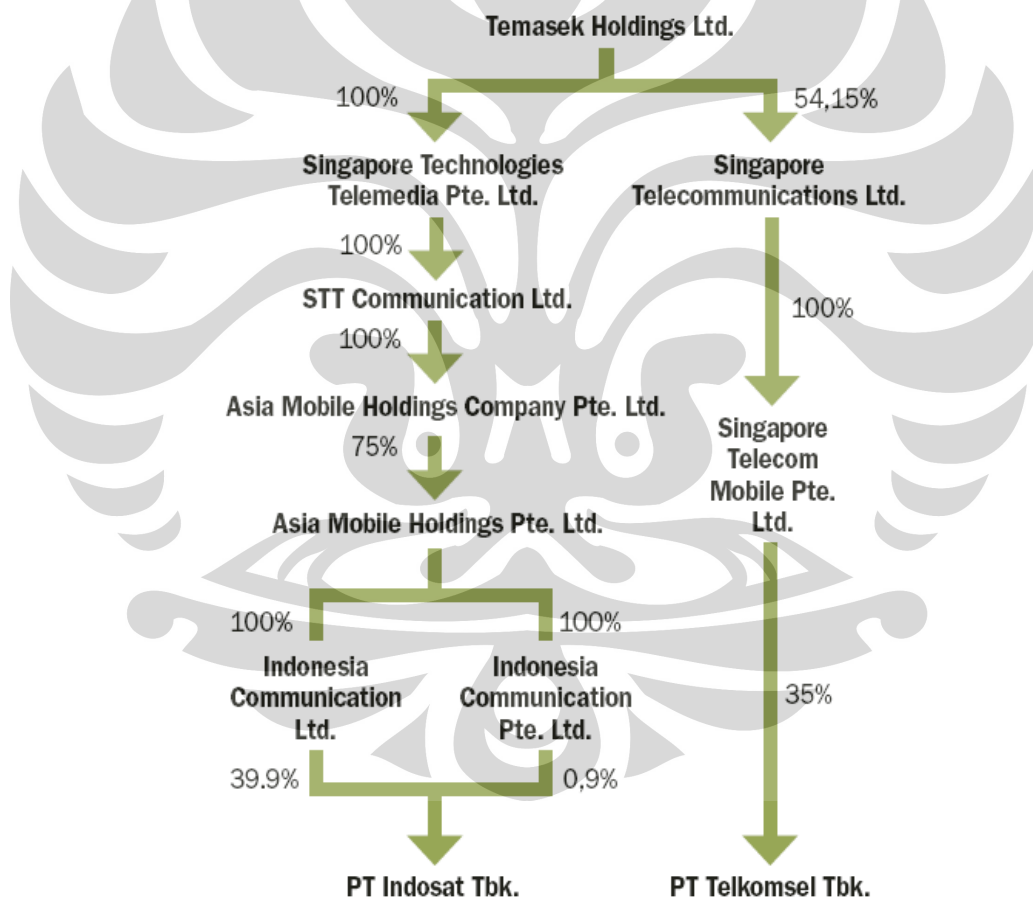 Temasek Holdings Ltd.
100%
54,15%
Singapore Technologies
Telemedia Pte. Ltd.
Singapore
Telecommunications Ltd.
100%
STT Communication Ltd.
100%
100%
Asia Mobile Holdings Company Pte. Ltd.
75%
Singapore
Telecom
Mobile Pte.
Ltd.
Asia Mobile Holdings Pte. Ltd.
100%
100%
Indonesia
Communication
Ltd.
Indonesia
Communication
Pte. Ltd.
35%
39.9%
0,9%
PT Indosat Tbk.
PT Telkomsel Tbk.